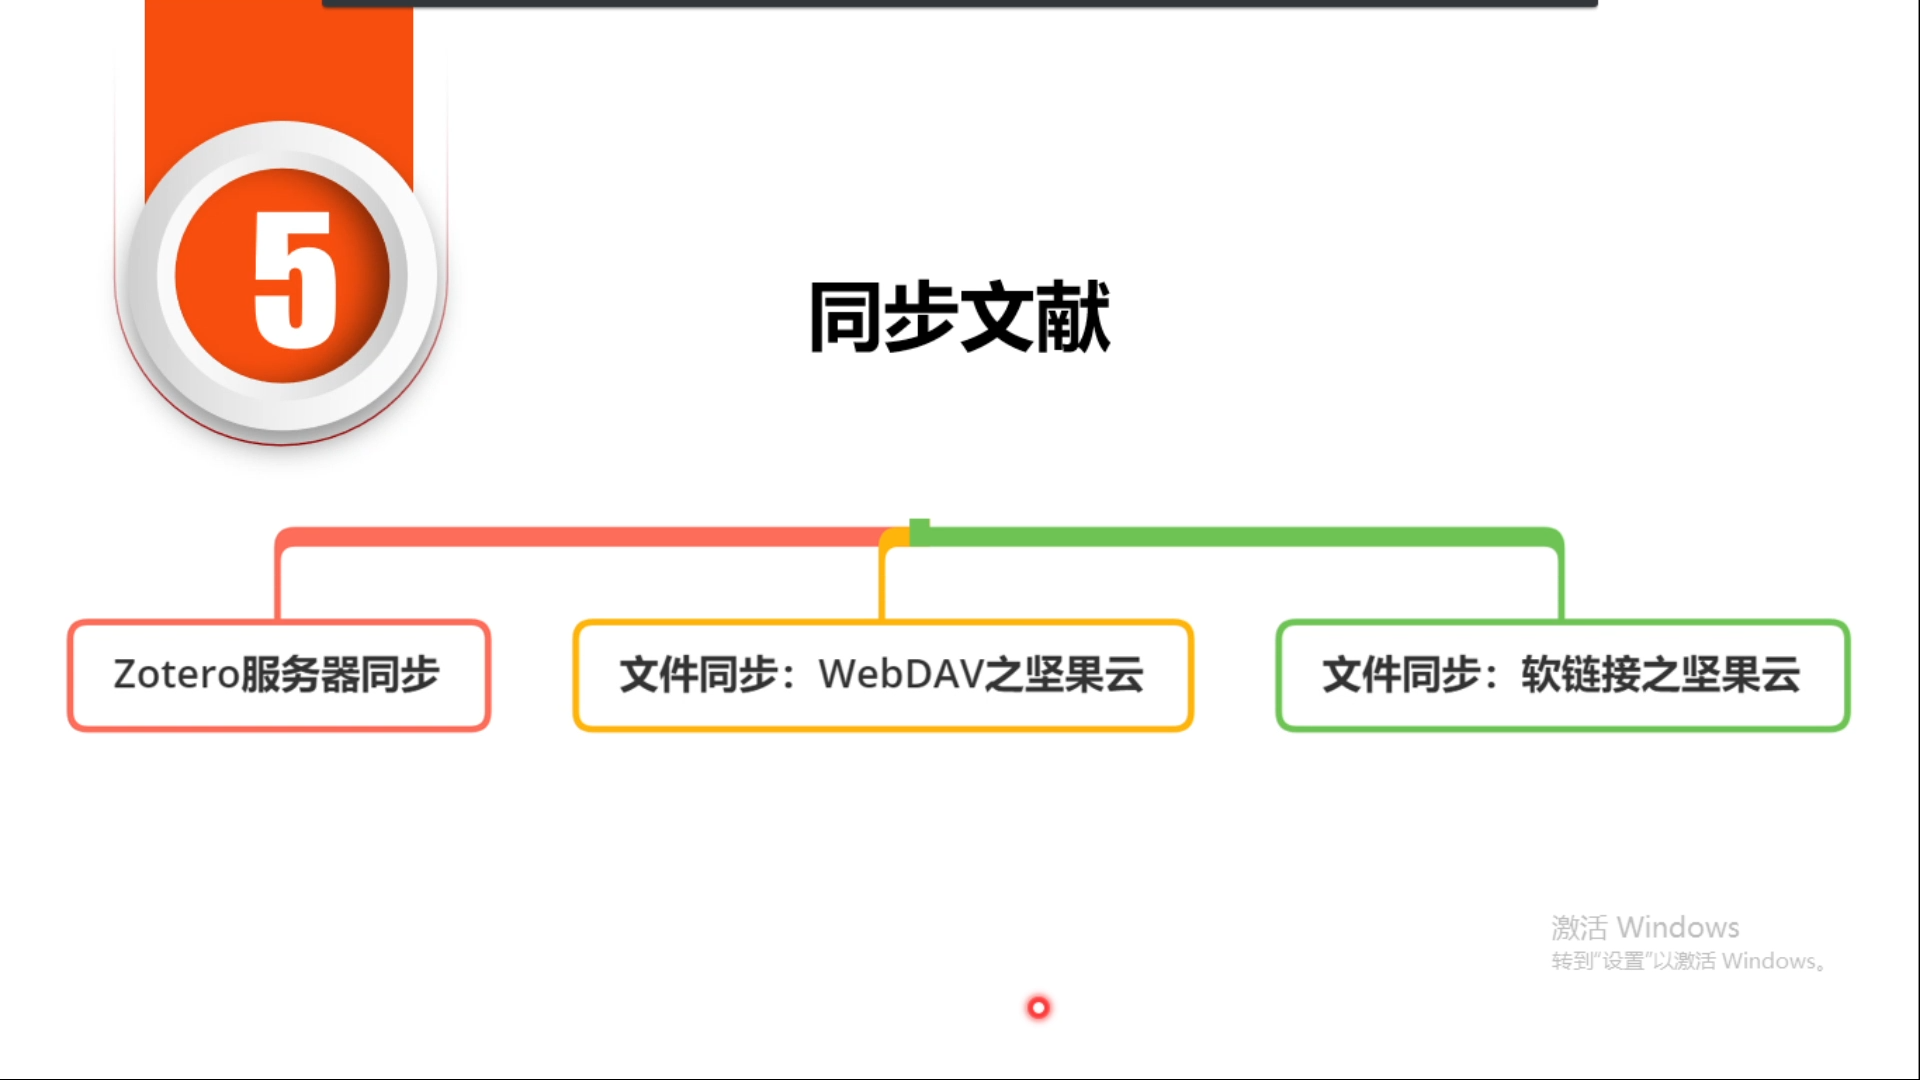 5
同步文献
Zotero服务器同步
文件同步：WebDAV之坚果云
文件同步：软链接之坚果云
激活 Windows
转到“设置”以激活 Windows。